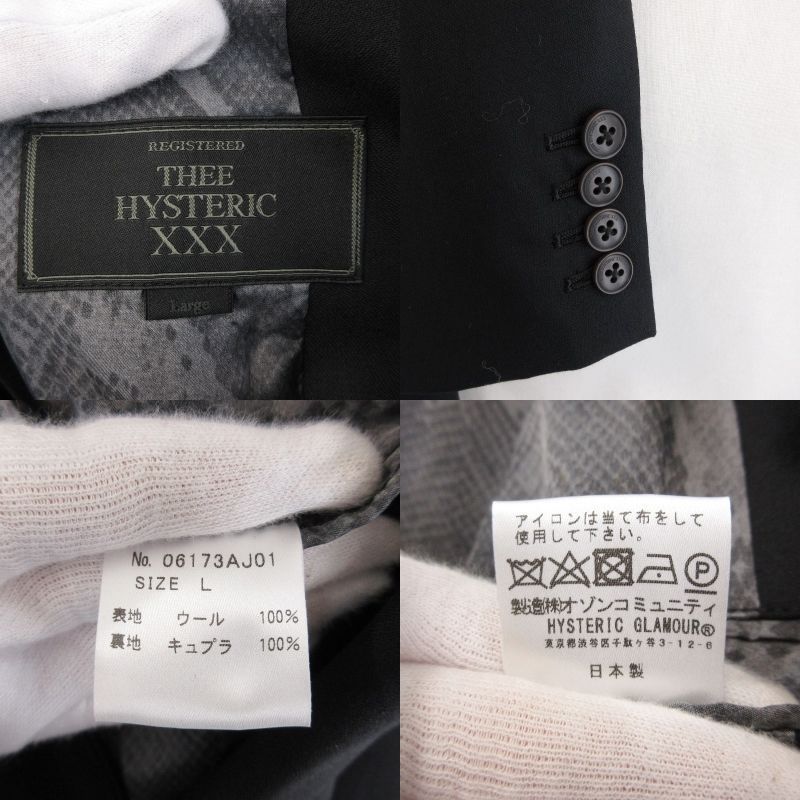 REGISTERED
THEE
HYSTERIC
XXX
Large
No. 06173AJ01
SIZE L
表地 ウール 100%
裏地 キュプラ 100%
アイロンは当て布をして
使用して下さい。
P
製造㈱オゾンコミュニティ
HYSTERIC GLAMOUR®
東京都渋谷区千駄ヶ谷3-12-6
日本製